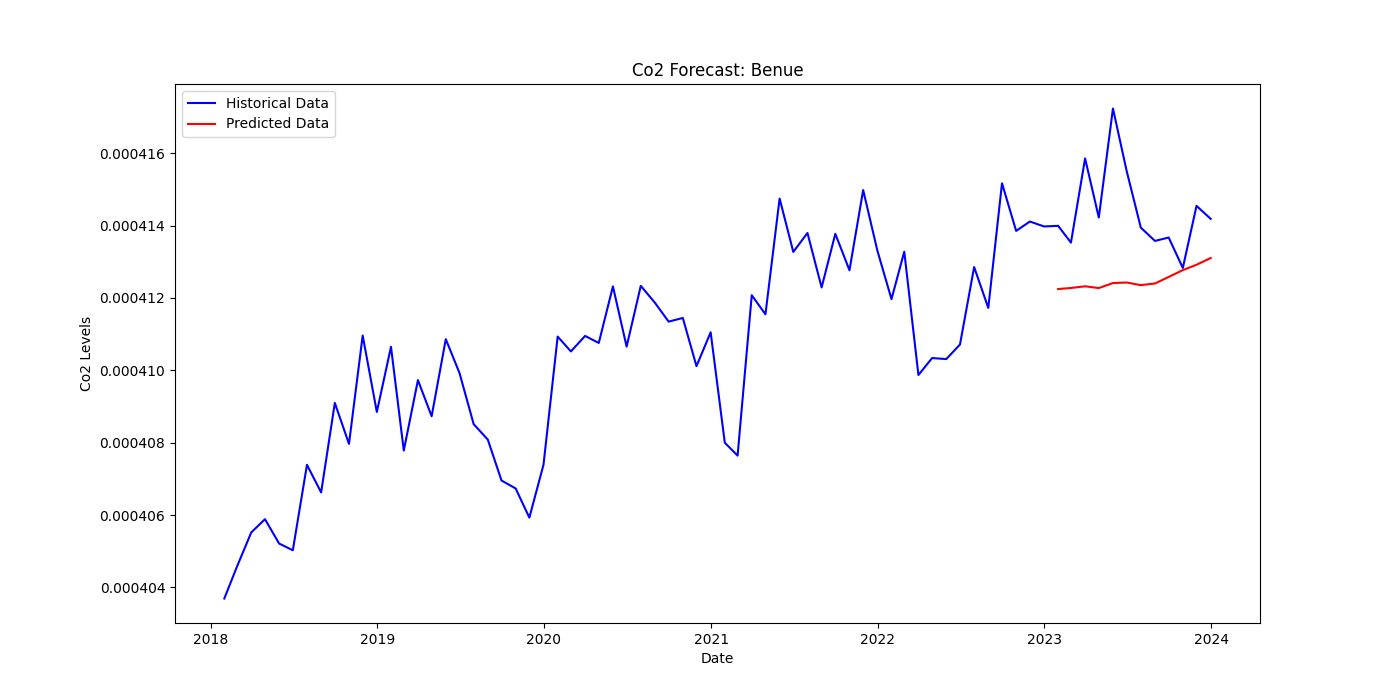 Co2 Forecast: Benue
Historical Data
Predicted Data
0.000416
0.000414
0.000412
0.000410
0.000408
0.000406
0.000404
Co2 Levels
2018 2019 2020 2021 2022 2023 2024
Date